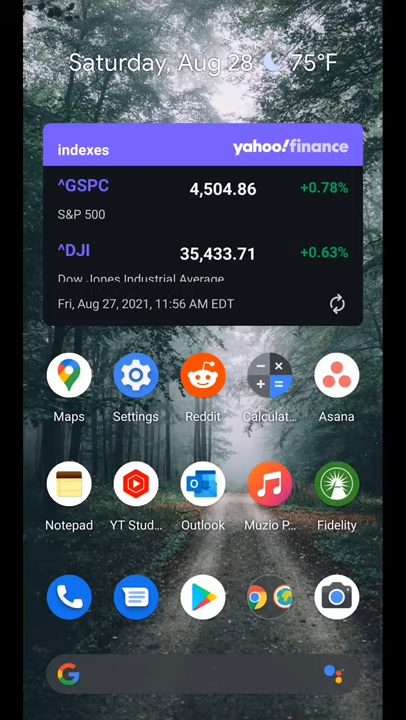 Saturday, Aug 28 75°F
indexes yahoo!finance
^GSPC 4,504.86 +0.78%
S&P 500
^DJI 35,433.71 +0.63%
Dow Jones Industrial Average
Fri, Aug 27, 2021, 11:56 AM EDT
Maps Settings Reddit Calculat... Asana
Notepad YT Stud... Outlook Muzio P... Fidelity